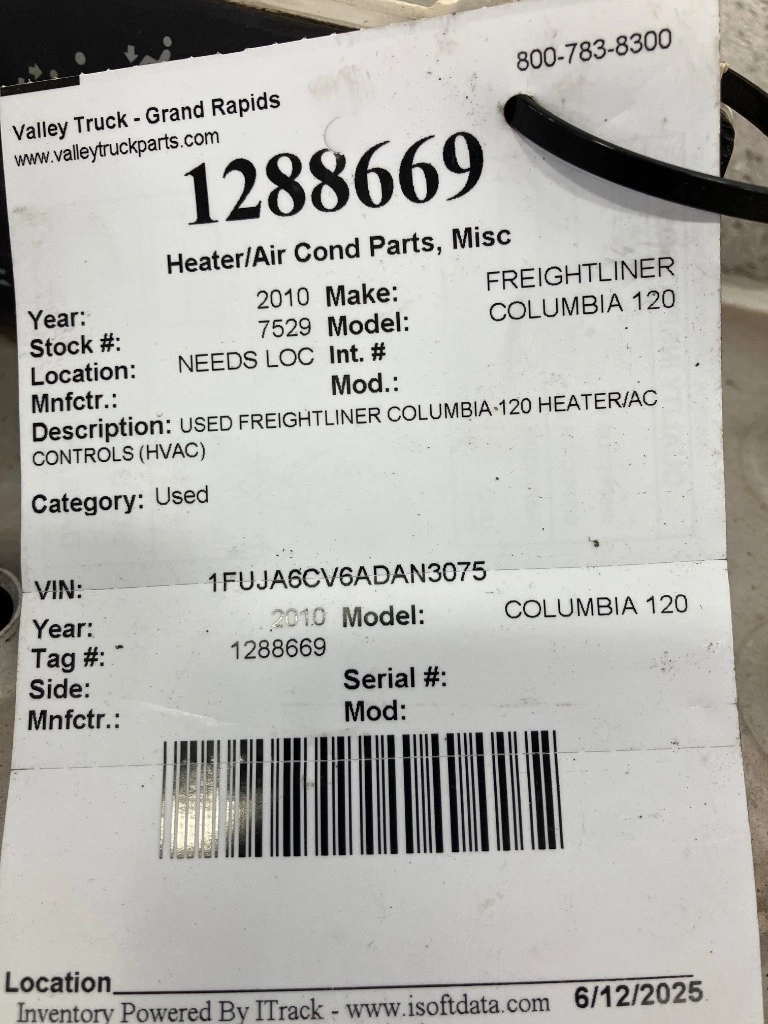 800-783-8300
Valley Truck - Grand Rapids
www.valleytruckparts.com
1288669
Heater/Air Cond Parts, Misc
Year: 2010 Make: FREIGHTLINER
Stock #: 7529 Model: COLUMBIA 120
Location: NEEDS LOC Int. #
Mnfctr.: Mod.:
Description: USED FREIGHTLINER COLUMBIA 120 HEATER/AC
CONTROLS (HVAC)
Category: Used
VIN: 1FUJA6CV6ADAN3075
Year: 2010 Model: COLUMBIA 120
Tag #: 1288669
Side: Serial #:
Mnfctr.: Mod:
Location
Inventory Powered By ITrack - www.isoftdata.com 6/12/2025